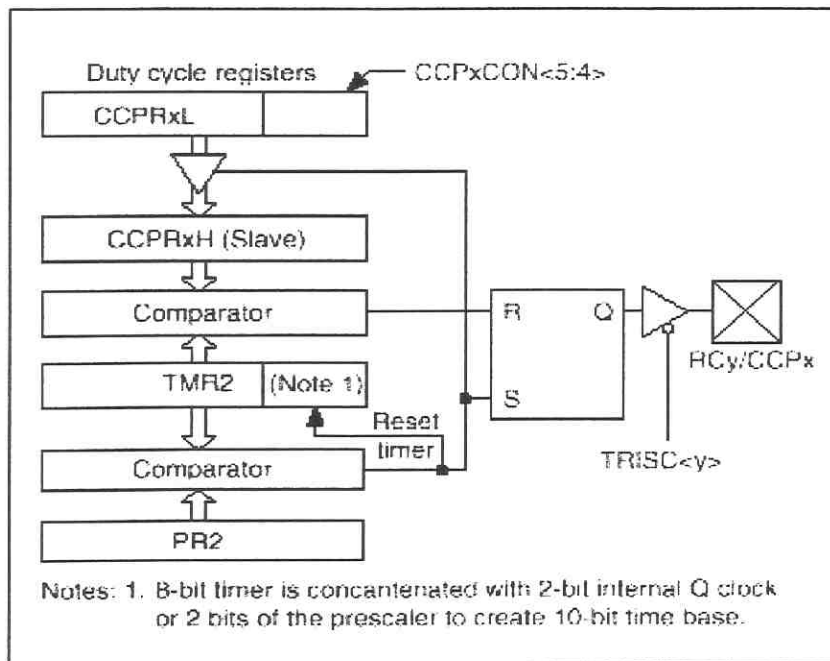 Duty cycle registers
CCPxCON<5:4>
CCPRxL
CCPRxH (Slave)
Comparator
R
Q
RCy/CCPx
TMR2
(Note 1)
S
Reset
timer
Comparator
TRISC<y>
PR2
Notes: 1. 8-bit timer is concantenated with 2-bit internal Q clock
or 2 bits of the prescaler to create 10-bit time base.